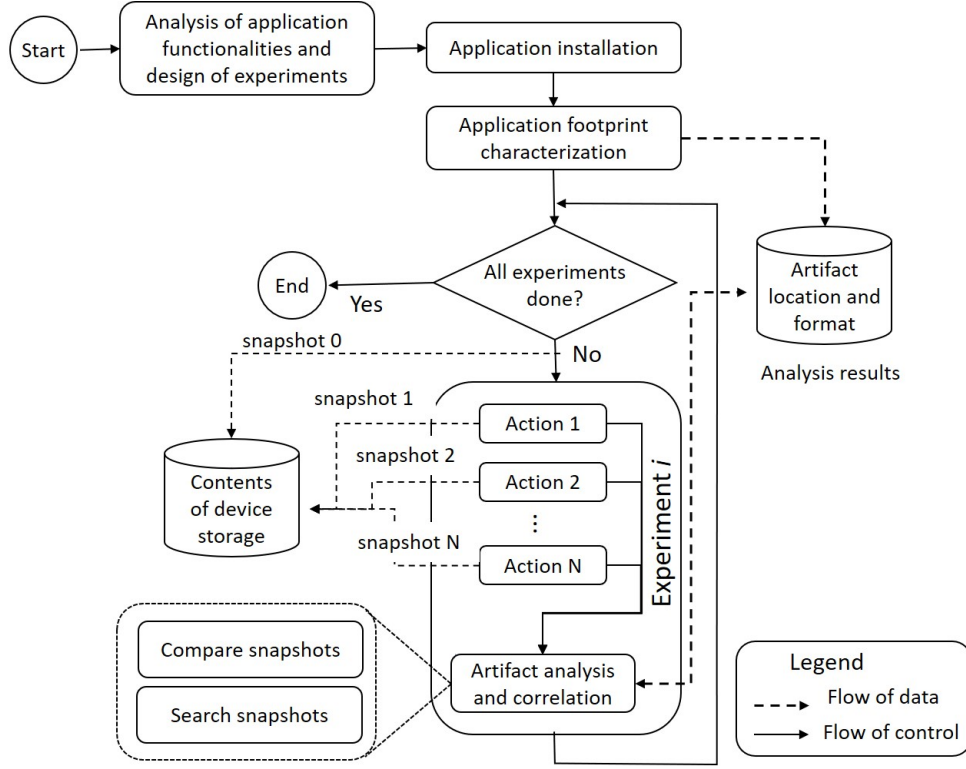 Start
Analysis of application
functionalities and
design of experiments
Application installation
Application footprint
characterization
All experiments
done?
End
Yes
No
Artifact
location and
format
Analysis results
snapshot 0
snapshot 1
snapshot 2
snapshot N
Contents
of device
storage
Action 1
Action 2
⋮
Action N
Experiment i
Artifact analysis
and correlation
Compare snapshots
Search snapshots
Legend
Flow of data
Flow of control